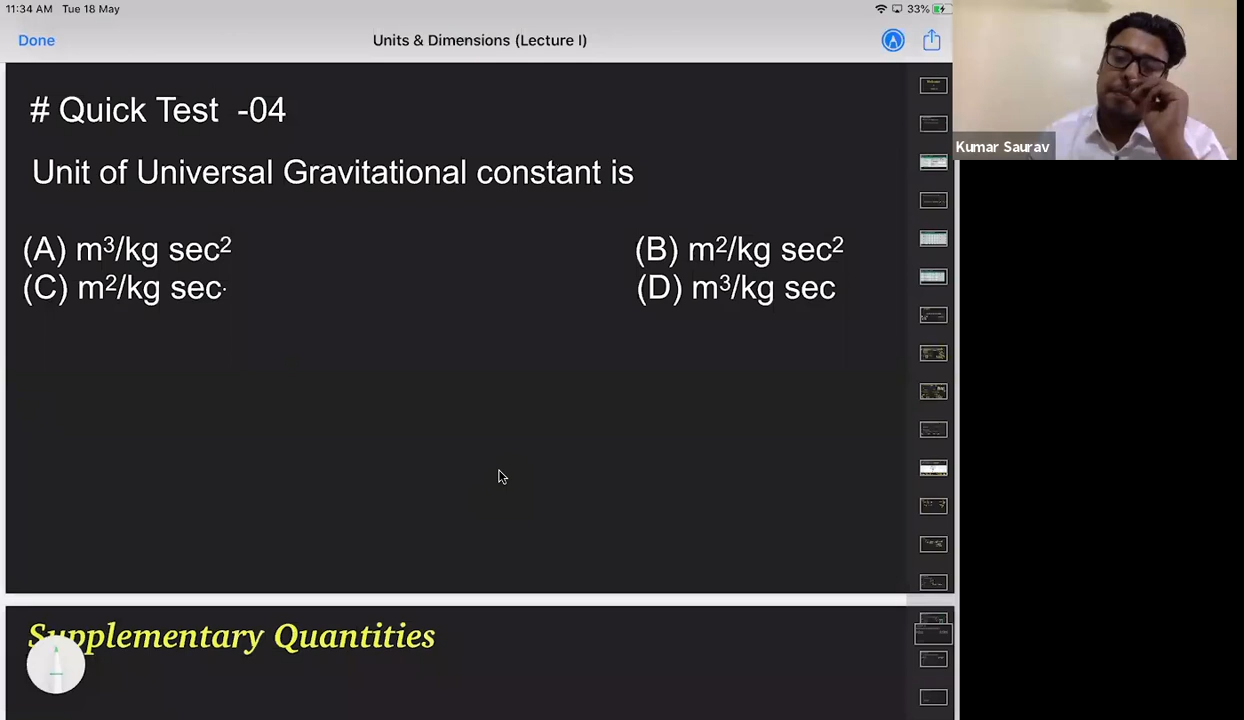 11:34 AM Tue 18 May
33%
Done
Units & Dimensions (Lecture I)
# Quick Test -04
Kumar Saurav
Unit of Universal Gravitational constant is
(A) m³/kg sec²
(B) m²/kg sec²
(C) m²/kg sec.
(D) m³/kg sec
Supplementary Quantities